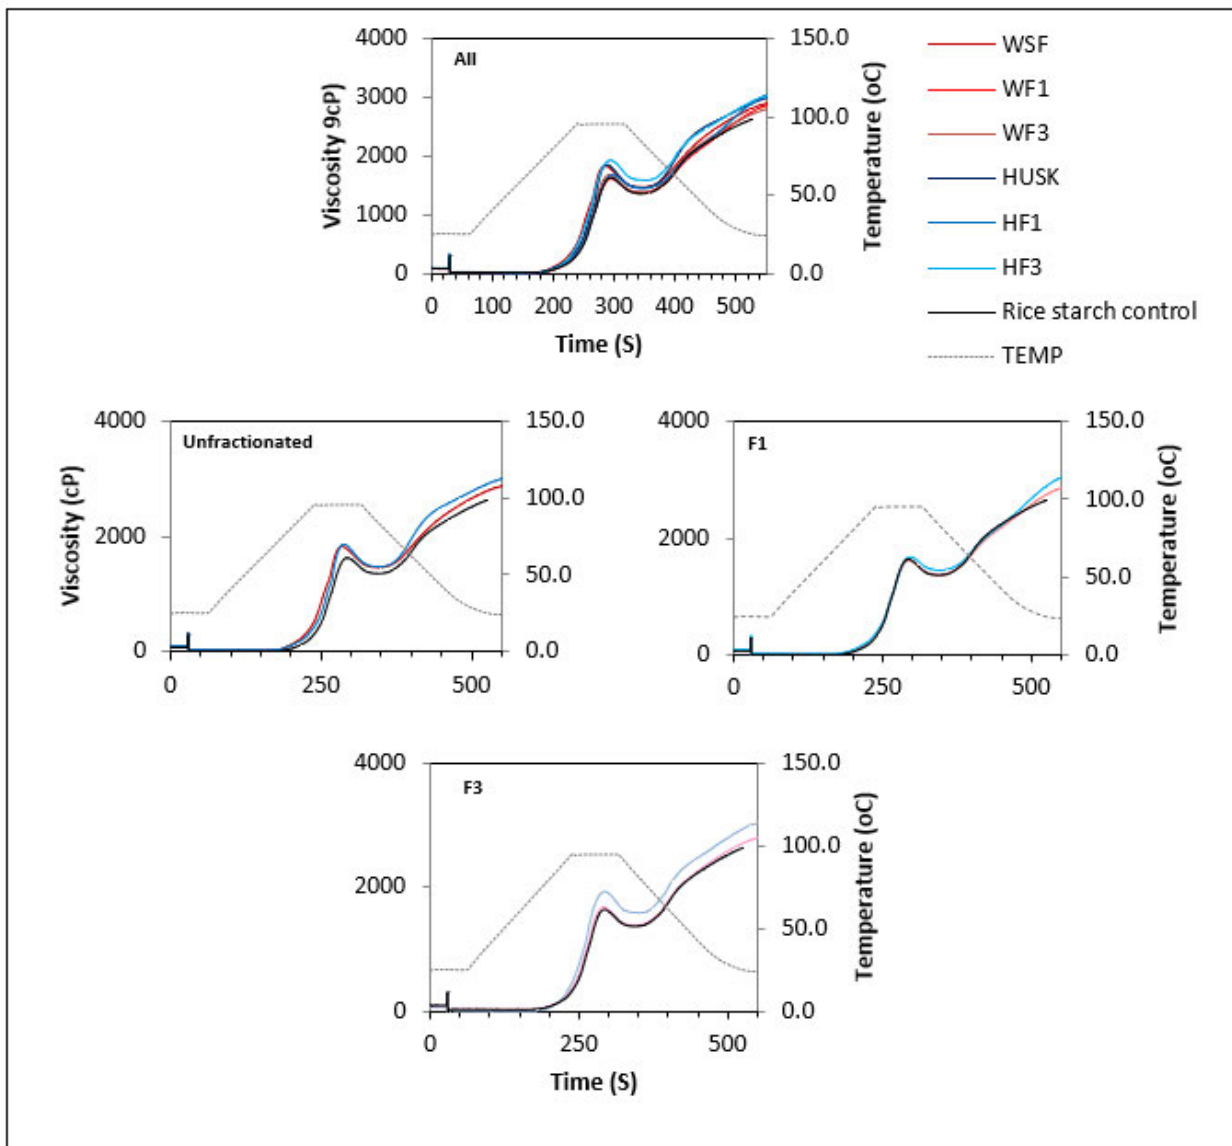 All
Viscosity 9cP)
4000
3000
2000
1000
0
150.0
100.0
50.0
0.0
Temperature (oC)
0 100 200 300 400 500
Time (S)
WSF
WF1
WF3
HUSK
HF1
HF3
Rice starch control
TEMP
Unfractionated
Viscosity (cP)
4000
2000
0
150.0
100.0
50.0
0.0
0 250 500
F1
4000
2000
0
150.0
100.0
50.0
0.0
Temperature (oC)
0 250 500
F3
4000
2000
0
150.0
100.0
50.0
0.0
Temperature (oC)
0 250 500
Time (S)